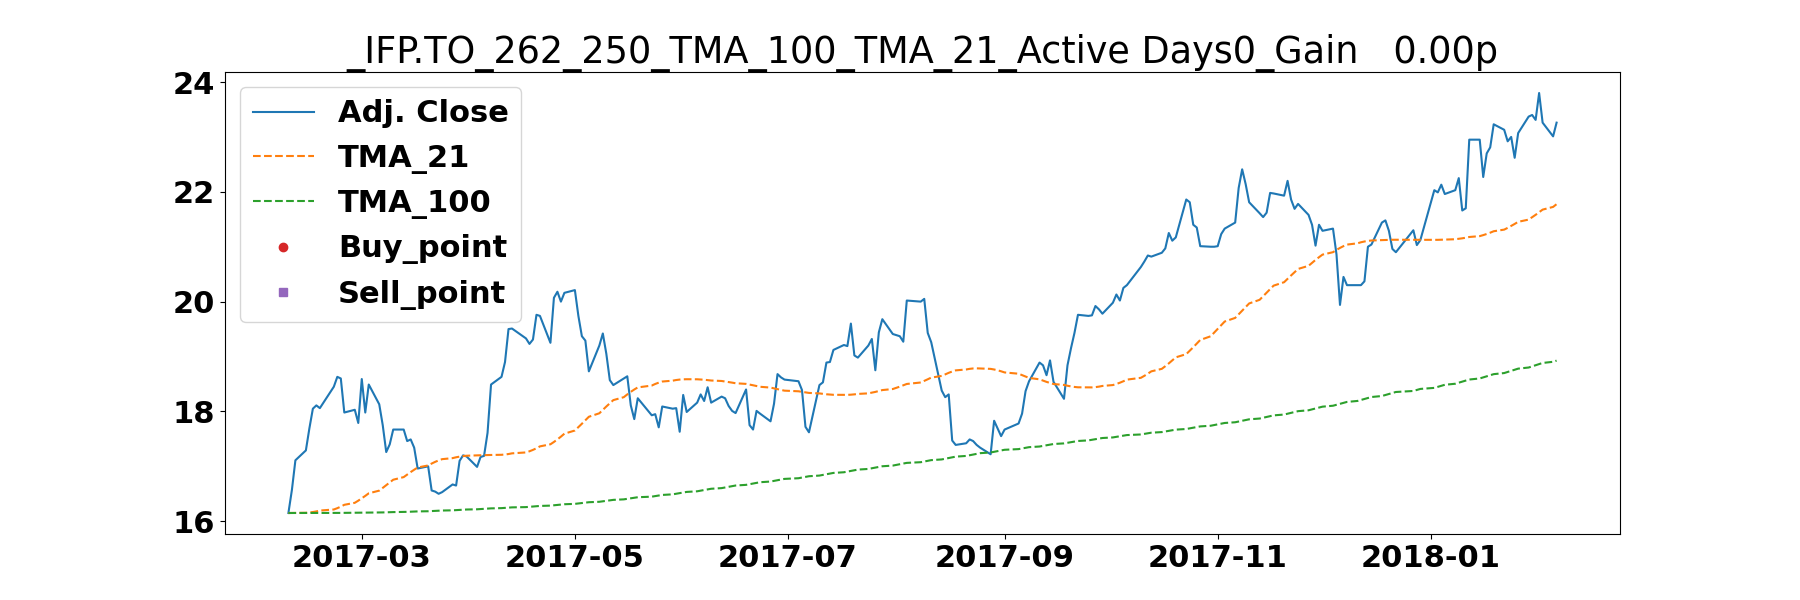 _IFP.TO_262_250_TMA_100_TMA_21_Active Days0_Gain   0.00p
24
22
20
18
16
Adj. Close
TMA_21
TMA_100
Buy_point
Sell_point
2017-03 2017-05 2017-07 2017-09 2017-11 2018-01